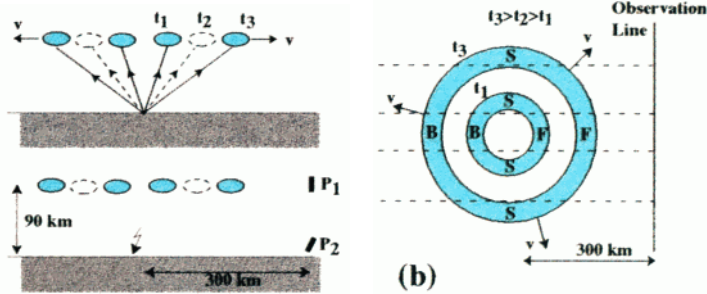 t₁ t₂ t₃
v v
P₁
90 km
P₂
300 km
t₃>t₂>t₁
Observation
Line
t₃
S
v
t₁
v
S
B B F F
S
S
v
300 km
(b)